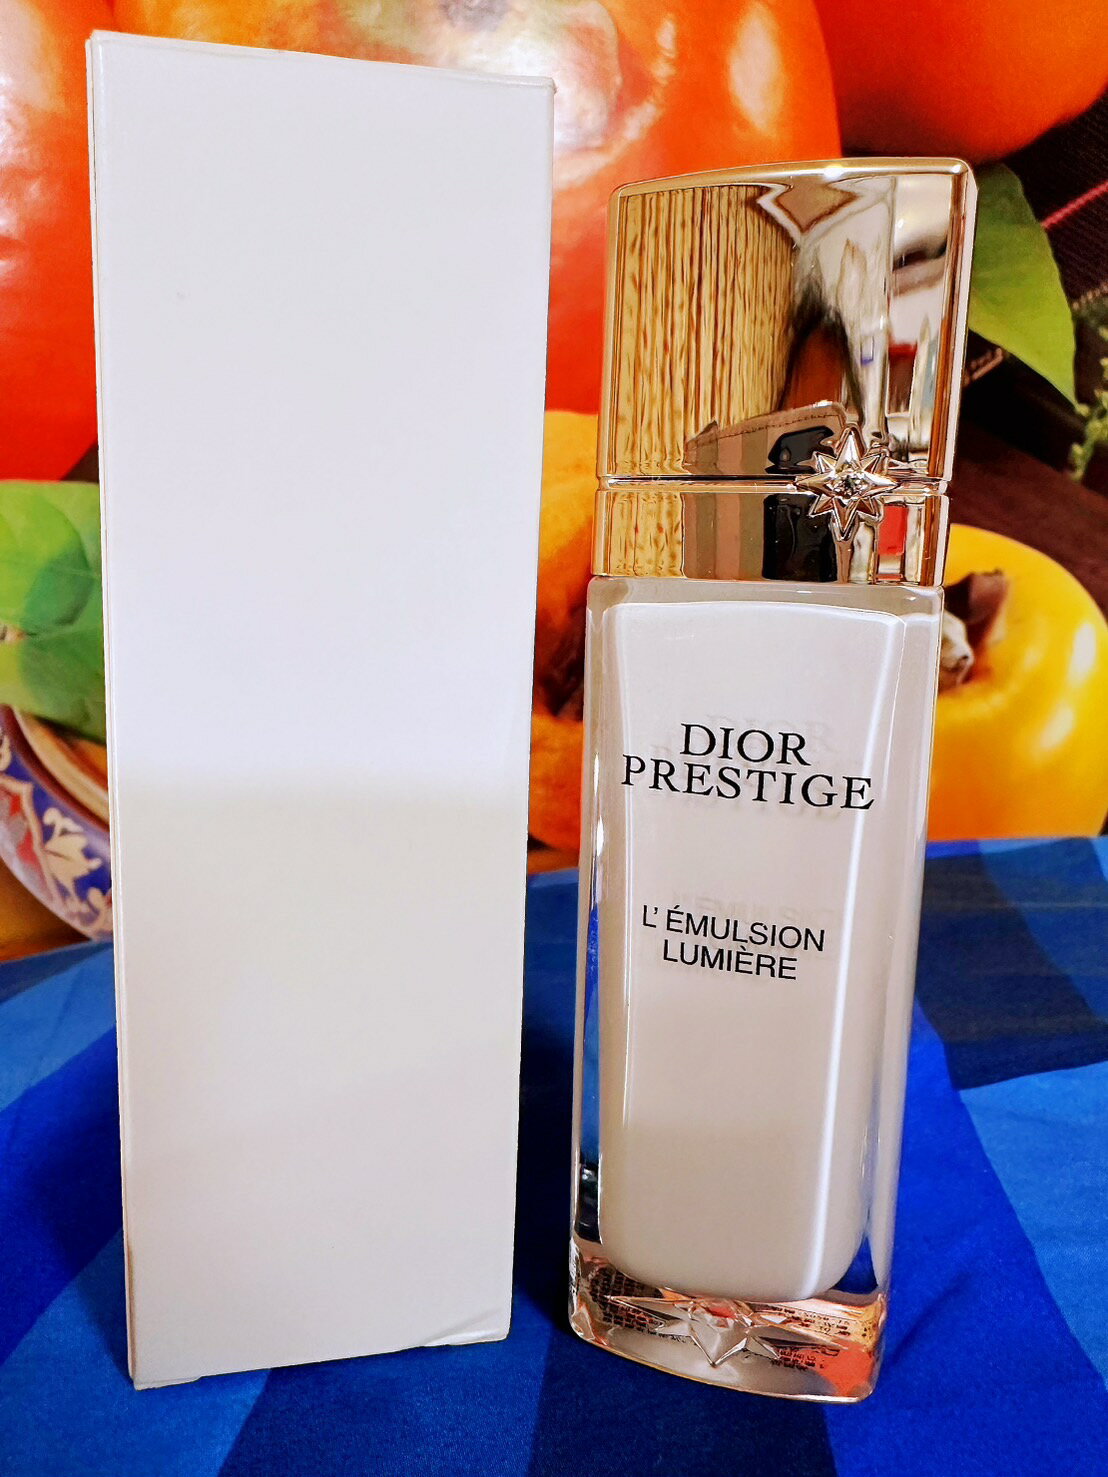 DIOR
PRESTIGE
L'ÉMULSION
LUMIÈRE